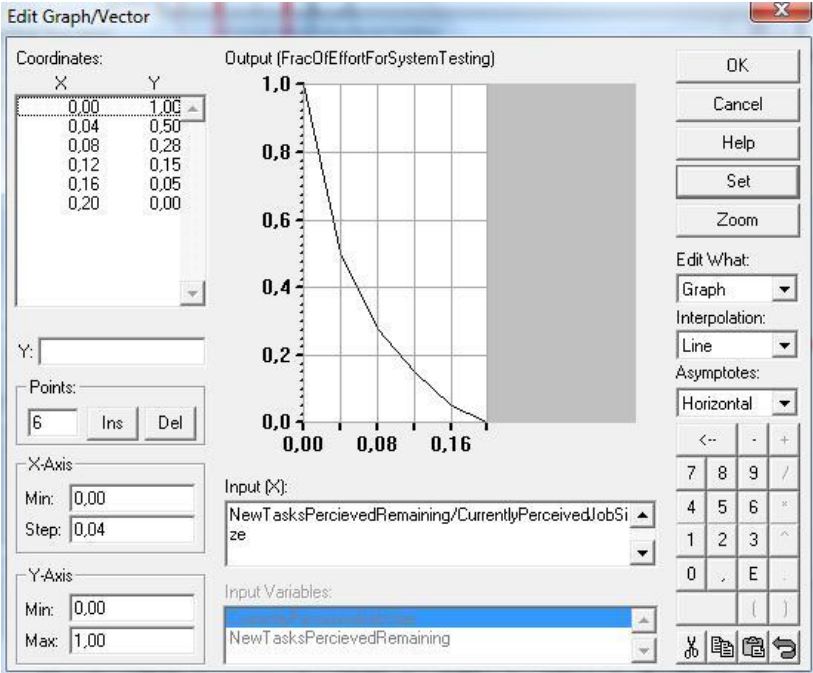 Edit Graph/Vector
Coordinates:
X Y
0,00 1,00
0,04 0,50
0,08 0,28
0,12 0,15
0,16 0,05
0,20 0,00
Y:
Points:
6 Ins Del
X-Axis
Min: 0,00
Step: 0,04
Y-Axis
Min: 0,00
Max: 1,00
Output (FracOfEffortForSystemTesting)
1,0
0,8
0,6
0,4
0,2
0,0
0,00 0,08 0,16
Input (X):
NewTasksPercievedRemaining/CurrentlyPerceivedJobSi
ze
Input Variables:
NewTasksPercievedRemaining
OK
Cancel
Help
Set
Zoom
Edit What:
Graph
Interpolation:
Line
Asymptotes:
Horizontal
<-- - +
7 8 9 /
4 5 6 *
1 2 3 ^
0 , E .
( )